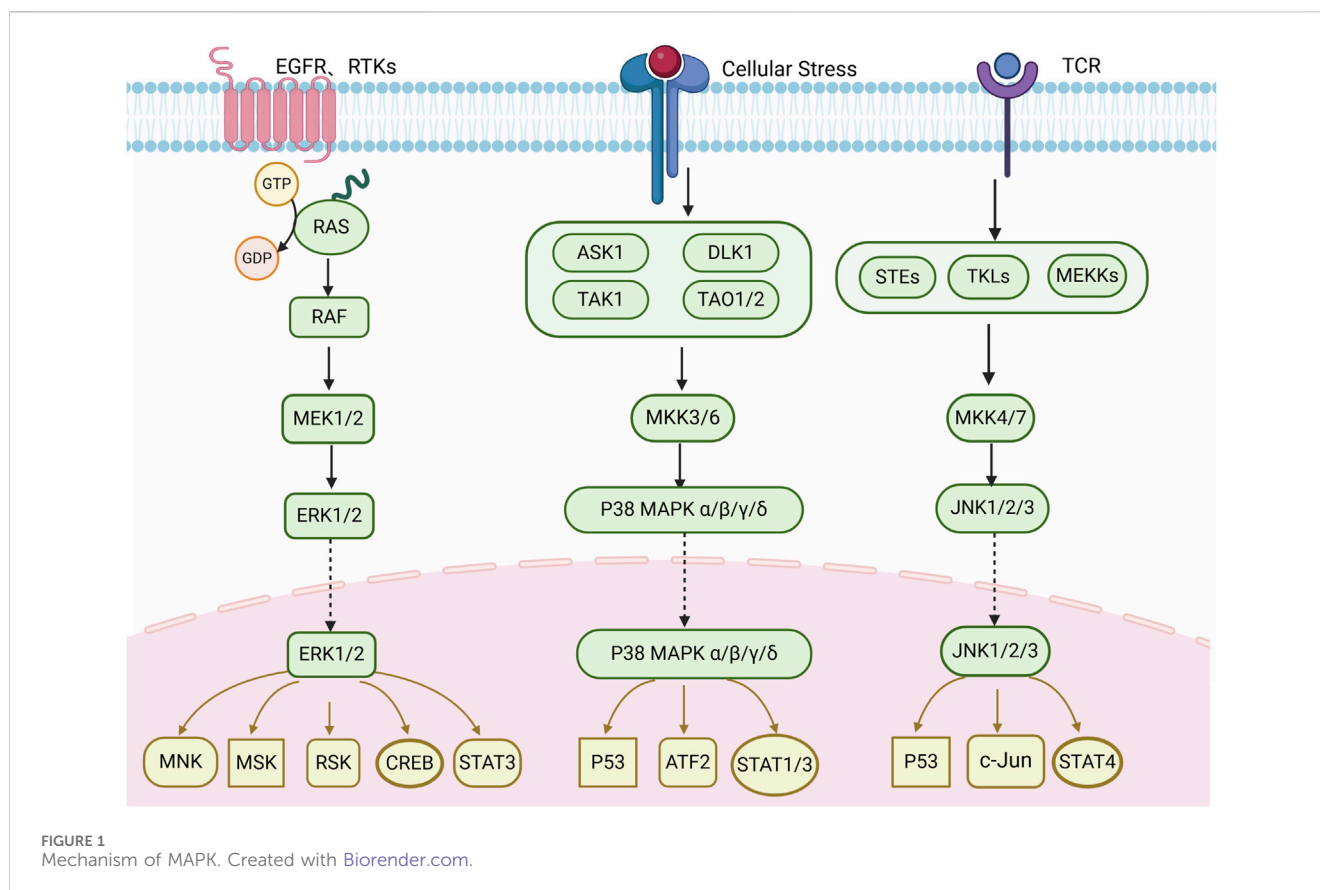 EGFR、RTKs
Cellular Stress
TCR
GTP
RAS
GDP
ASK1
DLK1
STEs
TKLs
MEKKs
TAK1
TAO1/2
RAF
MEK1/2
MKK3/6
MKK4/7
ERK1/2
P38 MAPK α/β/γ/δ
JNK1/2/3
ERK1/2
P38 MAPK α/β/γ/δ
JNK1/2/3
MNK
MSK
RSK
CREB
STAT3
P53
ATF2
STAT1/3
P53
c-Jun
STAT4
FIGURE 1
Mechanism of MAPK. Created with Biorender.com.